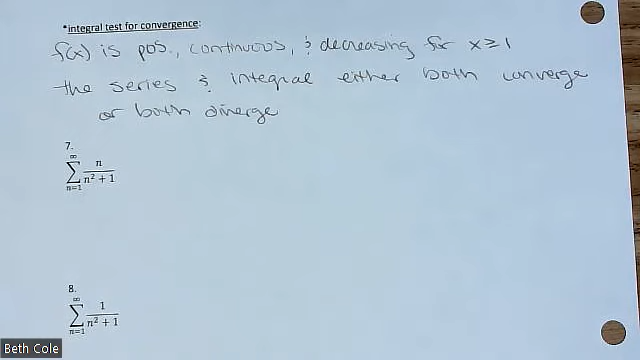 *integral test for convergence:
f(x) is pos., continuous, & decreasing for x≥1
the series & integral either both converge
or both diverge
7.
∞
∑ n/(n² + 1)
n=1
8.
∞
∑ 1/(n² + 1)
n=1
Beth Cole